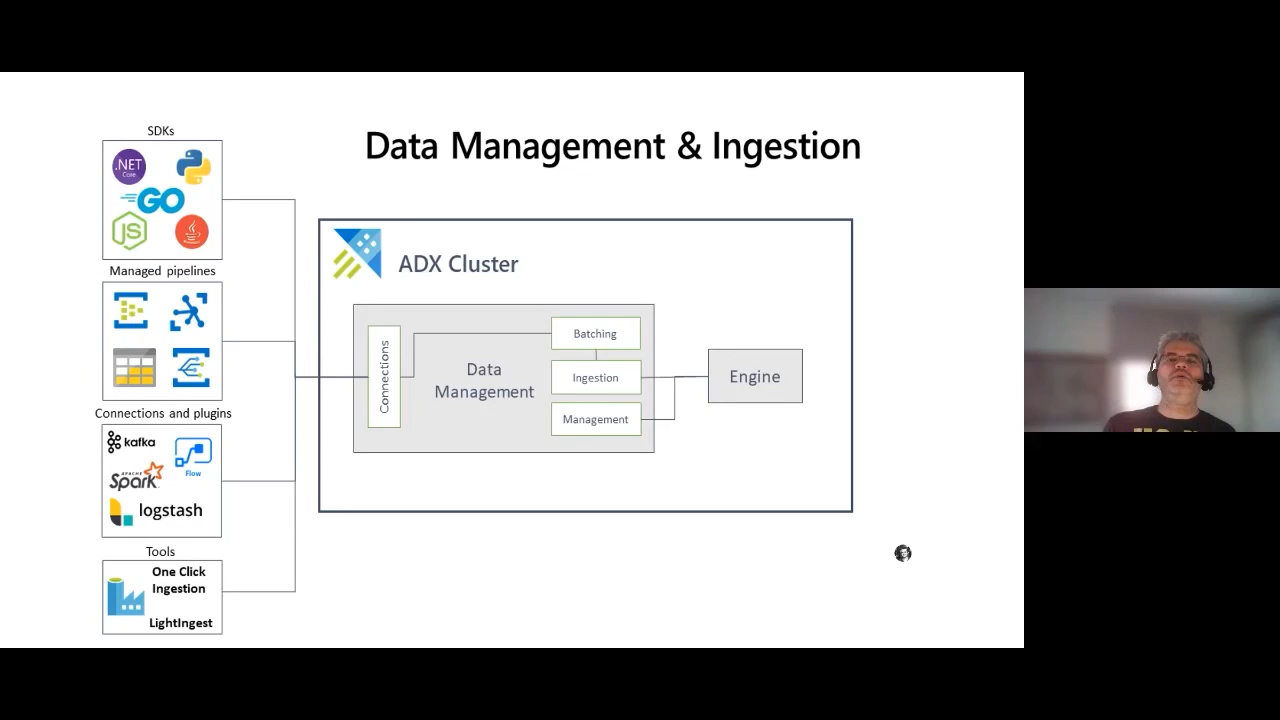 Data Management & Ingestion
SDKs
.NET
Core
GO
JS
Managed pipelines
Connections and plugins
kafka
Flow
APACHE
Spark
logstash
Tools
One Click
Ingestion
LightIngest
ADX Cluster
Connections
Data
Management
Batching
Ingestion
Management
Engine